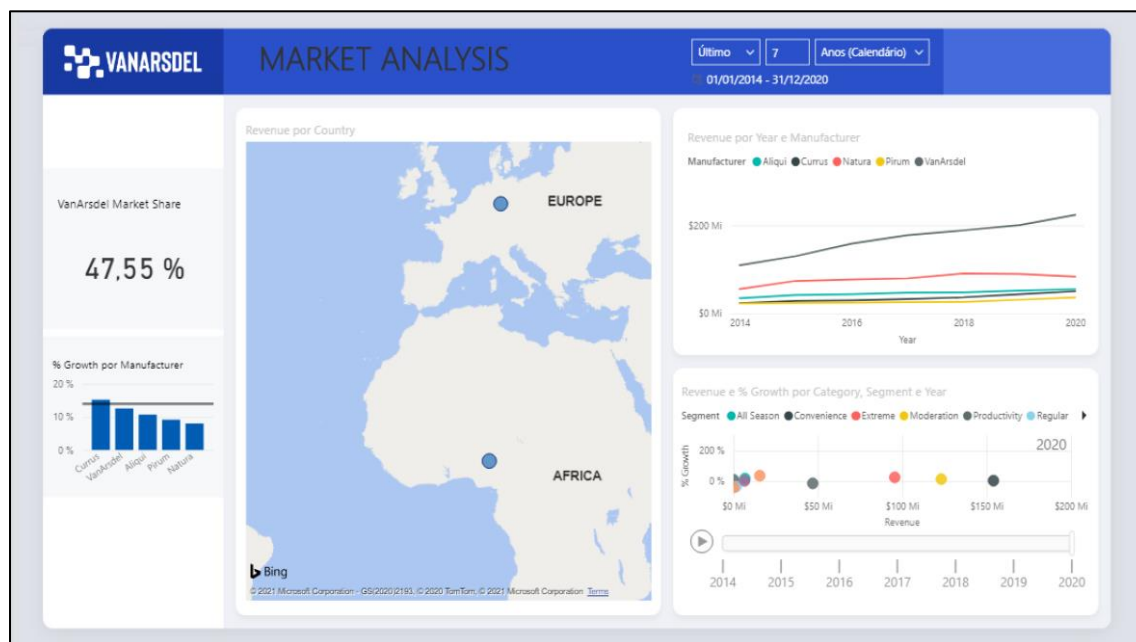 VANARSDEL
MARKET ANALYSIS
Último 7 Anos (Calendário)
01/01/2014 - 31/12/2020
VanArsdel Market Share
47,55 %
% Growth por Manufacturer
20 %
10 %
0 %
Currus VanArsdel Aliqui Pirum Natura
Revenue por Country
EUROPE
AFRICA
Bing
© 2021 Microsoft Corporation - GS(2020)2193, © 2020 TomTom, © 2021 Microsoft Corporation Terms
Revenue por Year e Manufacturer
Manufacturer Aliqui Currus Natura Pirum VanArsdel
$200 Mi
$0 Mi
2014 2016 2018 2020
Year
Revenue e % Growth por Category, Segment e Year
Segment All Season Convenience Extreme Moderation Productivity Regular
2020
% Growth
200 %
0 %
$0 Mi $50 Mi $100 Mi $150 Mi $200 Mi
Revenue
2014 2015 2016 2017 2018 2019 2020